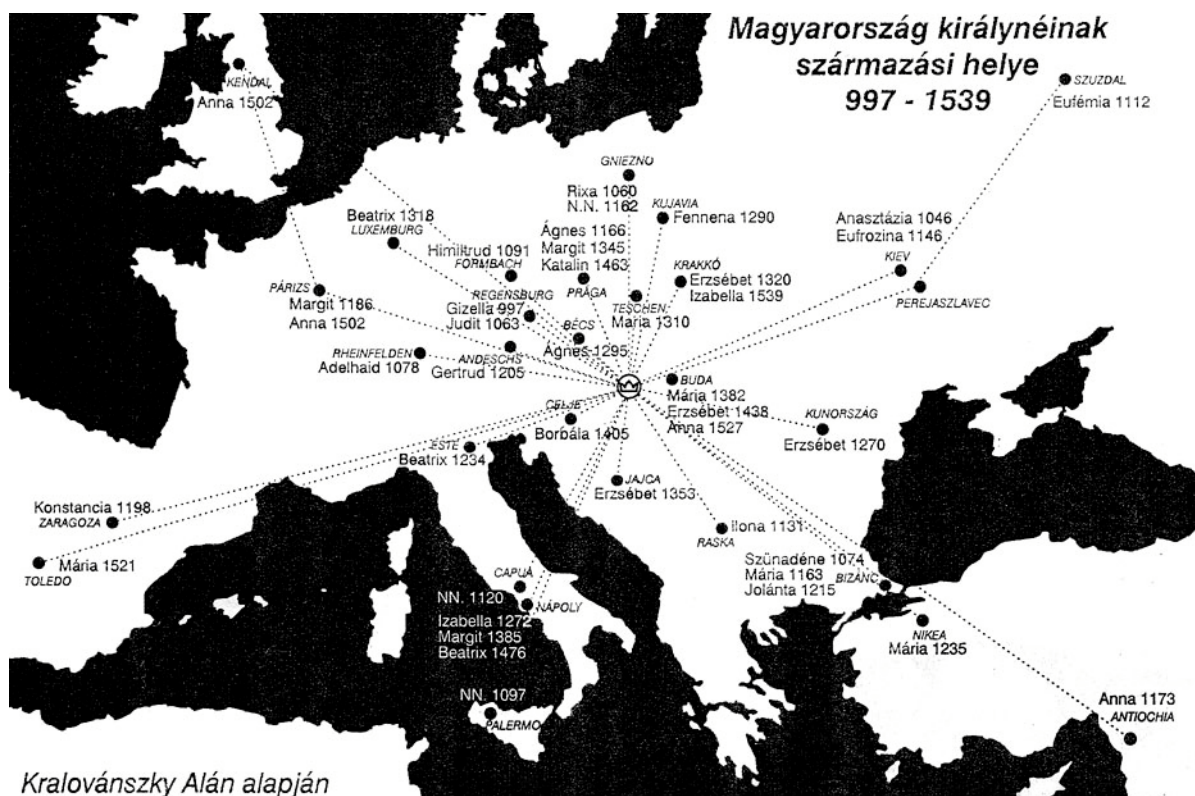 Magyarország királynéinak
származási helye
997 - 1539
KENDAL
Anna 1502
SZUZDAL
Eufémia 1112
GNIEZNO
Rixa 1060
N.N. 1162
KUJAVIA
Fennena 1290
Beatrix 1318
LUXEMBURG
Himiltrud 1091
FORMBACH
Ágnes 1166
Margit 1345
Katalin 1463
PRÁGA
KRAKKÓ
Erzsébet 1320
Izabella 1539
Anasztázia 1046
Eufrozina 1146
KIEV
PEREJASZLAVEC
PÁRIZS
Margit 1186
Anna 1502
REGENSBURG
Gizella 997
Judit 1063
TESCHEN
Maria 1310
BÉCS
Ágnes 1295
RHEINFELDEN
Adelhaid 1078
ANDESCHS
Gertrud 1205
BUDA
Mária 1382
Erzsébet 1438
Anna 1527
KUNORSZÁG
Erzsébet 1270
CELJE
Borbála 1405
ESTE
Beatrix 1234
JAJCA
Erzsébet 1353
Konstancia 1198
ZARAGOZA
Mária 1521
TOLEDO
Ilona 1131
RASKA
Szünadéne 1074
Mária 1163
Jolánta 1215
BIZÁNC
CAPUA
NN. 1120
NÁPOLY
Izabella 1272
Margit 1385
Beatrix 1476
NIKEA
Mária 1235
NN. 1097
PALERMO
Anna 1173
ANTIOCHIA
Kralovánszky Alán alapján